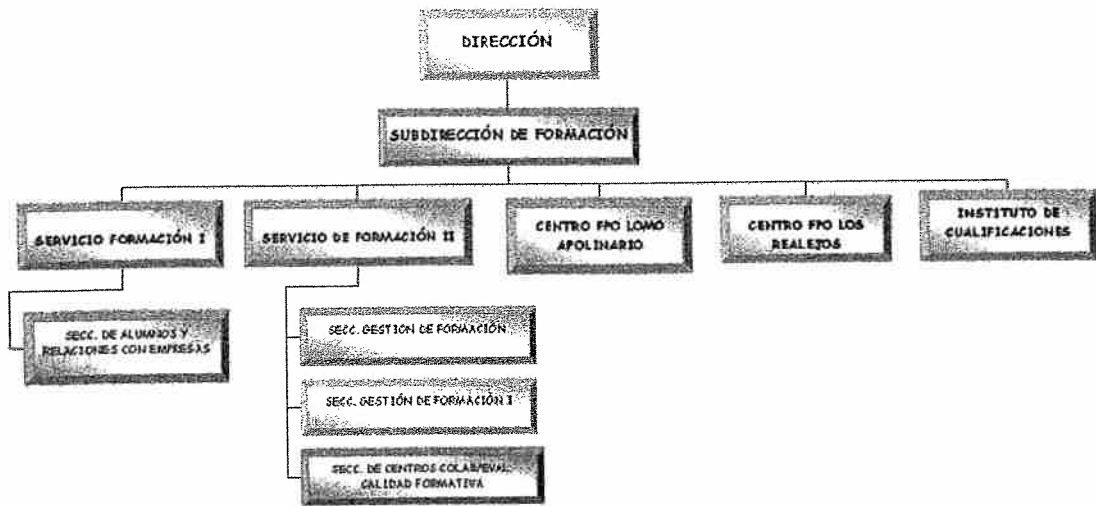 DIRECCIÓN
SUBDIRECCIÓN DE FORMACIÓN
SERVICIO FORMACIÓN I
SERVICIO DE FORMACIÓN II
CENTRO FPO LOMO
APOLINARIO
CENTRO FPO LOS
REALEJOS
INSTITUTO DE
CUALIFICACIONES
SECC. DE ALUMNOS Y
RELACIONES CON EMPRESAS
SECC. GESTIÓN DE FORMACIÓN
SECC. GESTIÓN DE FORMACIÓN I
SECC. DE CENTROS COLAB/EVAL.
CALIDAD FORMATIVA